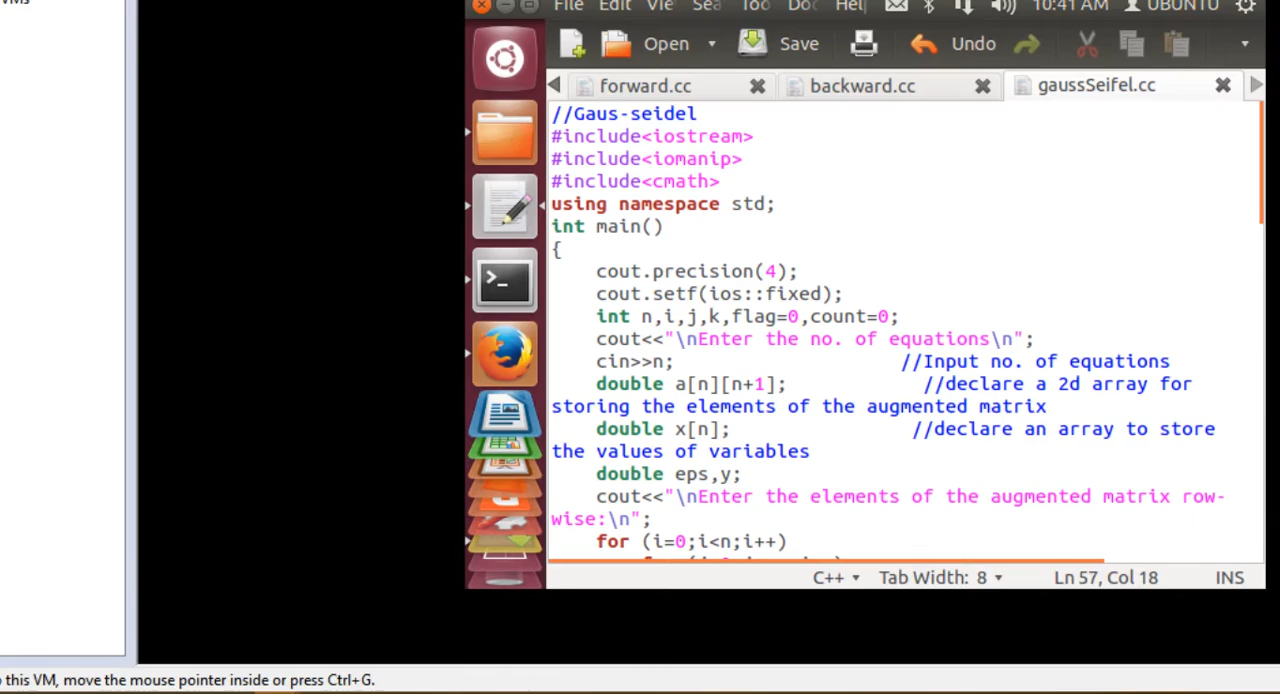 VMs
File Edit Vie Sea Too Doc Hel 10:41 AM UBUNTU
Open Save Undo
forward.cc backward.cc gaussSeifel.cc
//Gaus-seidel
#include<iostream>
#include<iomanip>
#include<cmath>
using namespace std;
int main()
{
cout.precision(4);
cout.setf(ios::fixed);
int n,i,j,k,flag=0,count=0;
cout<<"\nEnter the no. of equations\n";
cin>>n; //Input no. of equations
double a[n][n+1]; //declare a 2d array for
storing the elements of the augmented matrix
double x[n]; //declare an array to store
the values of variables
double eps,y;
cout<<"\nEnter the elements of the augmented matrix row-
wise:\n";
for (i=0;i<n;i++)
C++ Tab Width: 8 Ln 57, Col 18 INS
this VM, move the mouse pointer inside or press Ctrl+G.